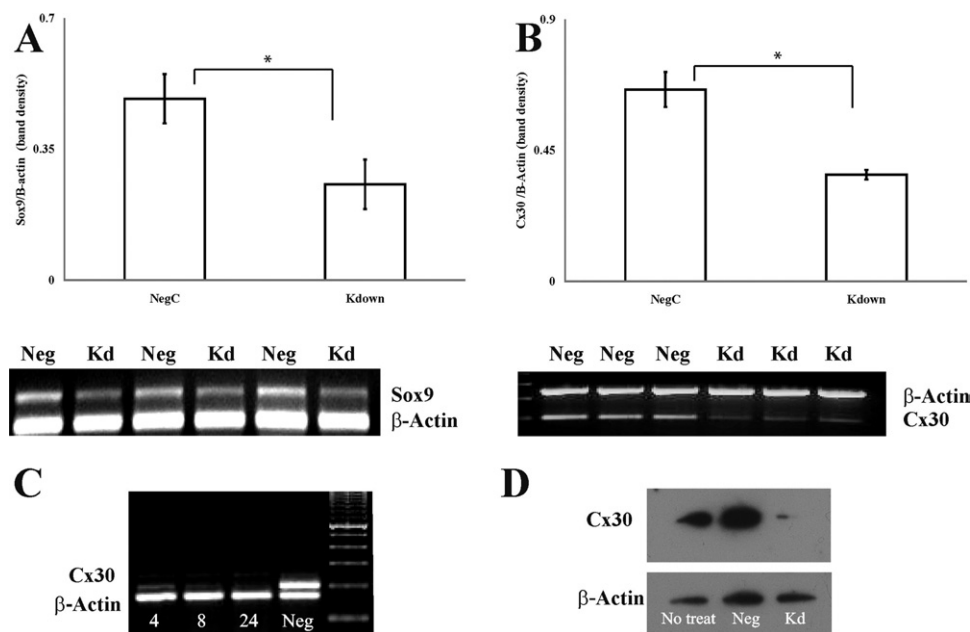 A
0.7
0.35
0
Sox9/B-actin (band density)
*
NegC Kdown
Neg Kd Neg Kd Neg Kd
Sox9
β-Actin
B
0.9
0.45
0
Cx30 /B-Actin (band density)
*
NegC Kdown
Neg Neg Neg Kd Kd Kd
β-Actin
Cx30
C
Cx30
β-Actin
4 8 24 Neg
D
Cx30
β-Actin
No treat Neg Kd